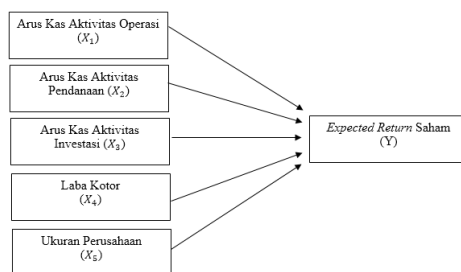 Arus Kas Aktivitas Operasi
(X₁)
Arus Kas Aktivitas
Pendanaan (X₂)
Arus Kas Aktivitas
Investasi (X₃)
Laba Kotor
(X₄)
Ukuran Perusahaan
(X₅)
Expected Return Saham
(Y)